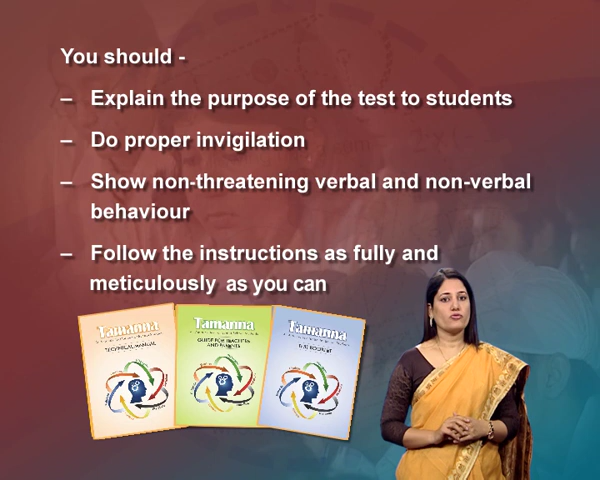 You should -
– Explain the purpose of the test to students
– Do proper invigilation
– Show non-threatening verbal and non-verbal
behaviour
– Follow the instructions as fully and
meticulously as you can
Tamanna
TECHNICAL MANUAL
Tamanna
GUIDE FOR TEACHERS
AND PARENTS
Tamanna